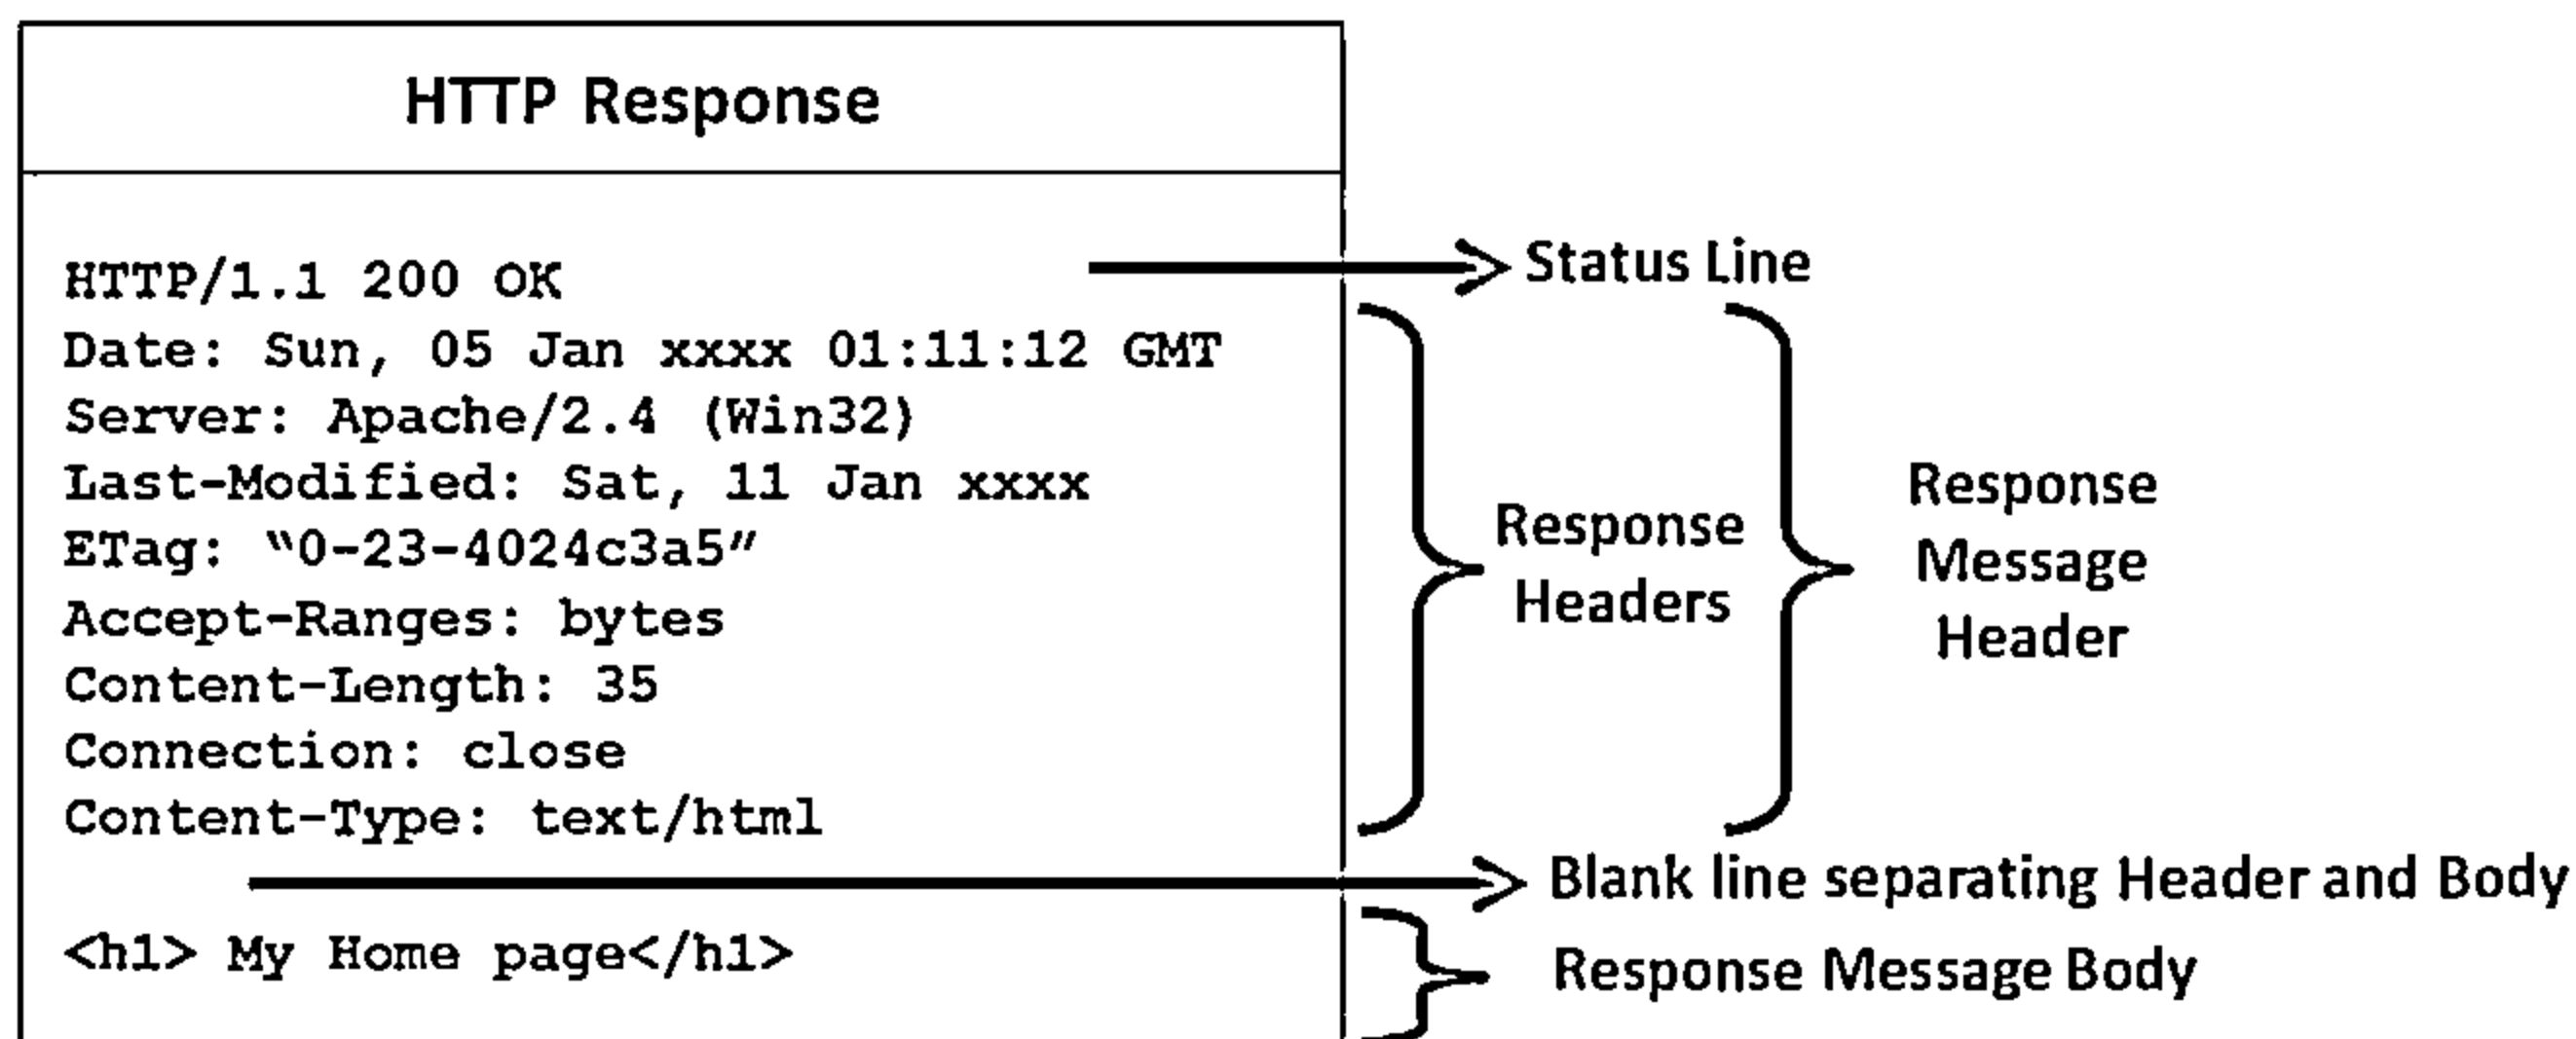 HTTP Response
HTTP/1.1 200 OK
Status Line
Date: Sun, 05 Jan xxxx 01:11:12 GMT
Server: Apache/2.4 (Win32)
Last-Modified: Sat, 11 Jan xxxx
ETag: “0-23-4024c3a5”
Accept-Ranges: bytes
Content-Length: 35
Connection: close
Content-Type: text/html
Response
Headers
Response
Message
Header
Blank line separating Header and Body
<h1> My Home page</h1>
Response Message Body